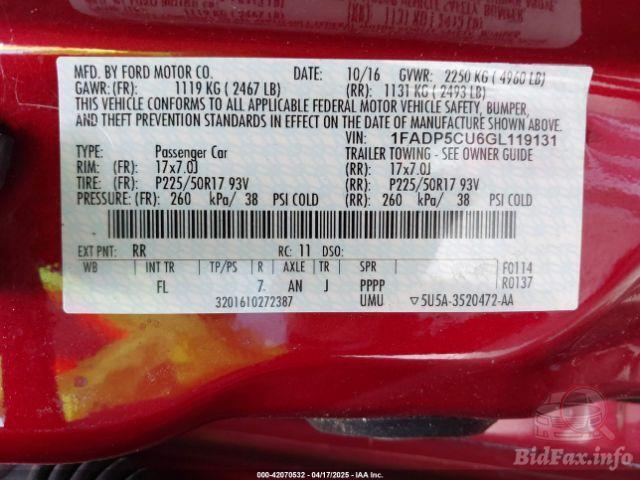 MFD. BY FORD MOTOR CO. DATE: 10/16 GVWR: 2250 KG ( 4960 LB)
GAWR: (FR): 1119 KG ( 2467 LB) (RR): 1131 KG ( 2493 LB)
THIS VEHICLE CONFORMS TO ALL APPLICABLE FEDERAL MOTOR VEHICLE SAFETY, BUMPER,
AND THEFT PREVENTION STANDARDS IN EFFECT ON THE DATE OF MANUFACTURE SHOWN ABOVE.
VIN: 1FADP5CU6GL119131
TYPE: Passenger Car TRAILER TOWING - SEE OWNER GUIDE
RIM: (FR): 17x7.0J (RR): 17x7.0J
TIRE: (FR): P225/50R17 93V (RR): P225/50R17 93V
PRESSURE: (FR) 260 kPa/ 38 PSI COLD (RR): 260 kPa/ 38 PSI COLD
EXT PNT: RR RC: 11 DSO:
WB INT TR TP/PS R AXLE TR SPR F0114
FL 7. AN J PPPP R0137
3201610272387 UMU ▽5U5A-3520472-AA
BidFax.info
000-42070532 - 04/17/2025 - IAA Inc.